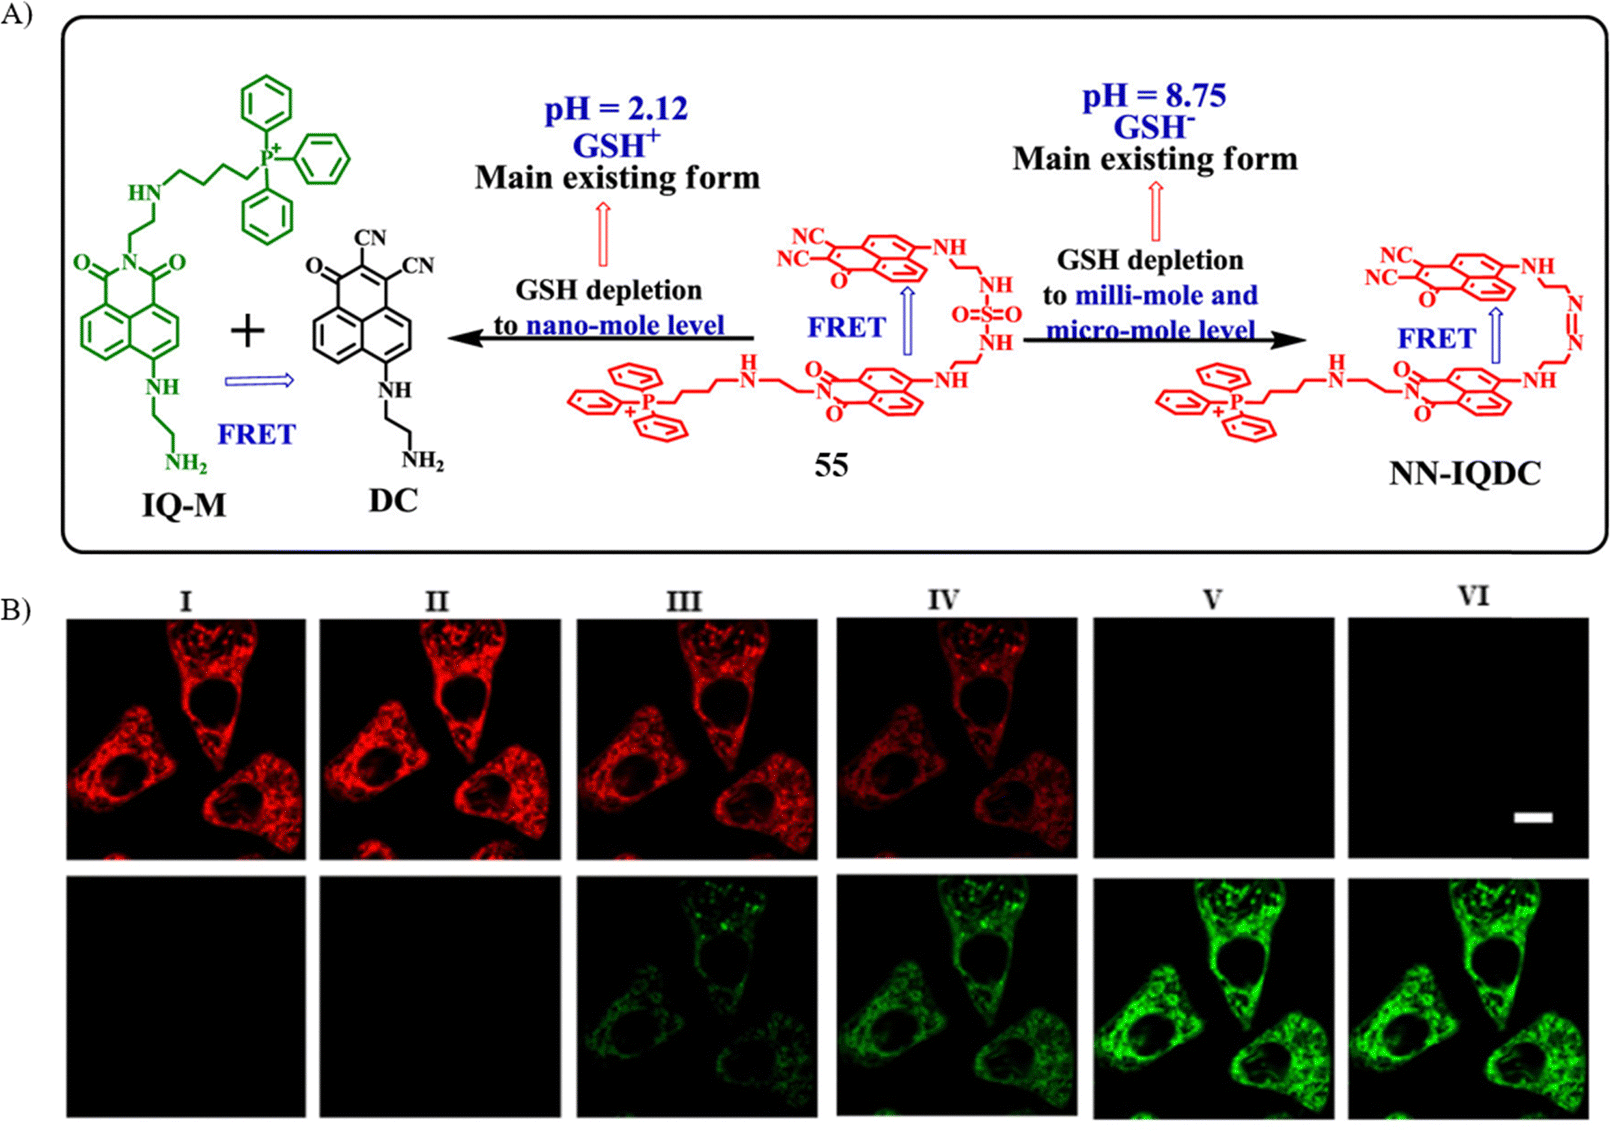 A)
pH = 2.12
GSH+
Main existing form
GSH depletion
to nano-mole level
pH = 8.75
GSH-
Main existing form
GSH depletion
to milli-mole and
micro-mole level
P+
HN
N
O
O
NH
NH2
IQ-M
+
FRET
CN
CN
O
NH
NH2
DC
NC
NC
O
NH
NH
O=S=O
NH
FRET
P+
H
N
O
N
O
NH
55
NC
NC
O
NH
N
N
FRET
P+
H
N
O
N
O
NH
NN-IQDC
B)
I II III IV V VI